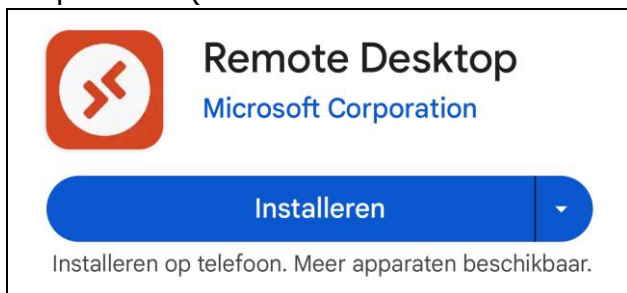 Remote Desktop
Microsoft Corporation
Installeren
Installeren op telefoon. Meer apparaten beschikbaar.